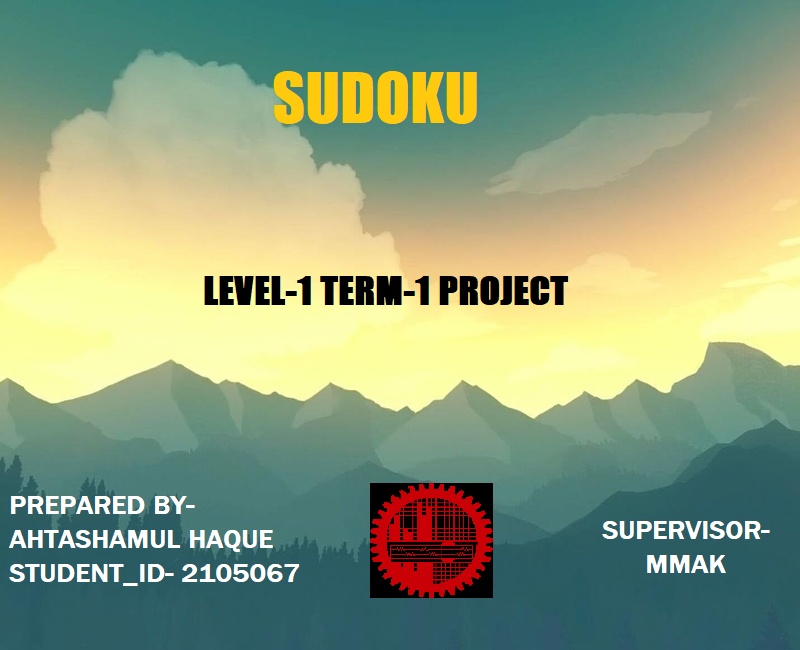 SUDOKU
LEVEL-1 TERM-1 PROJECT
PREPARED BY-
AHTASHAMUL HAQUE
STUDENT_ID- 2105067
SUPERVISOR-
MMAK